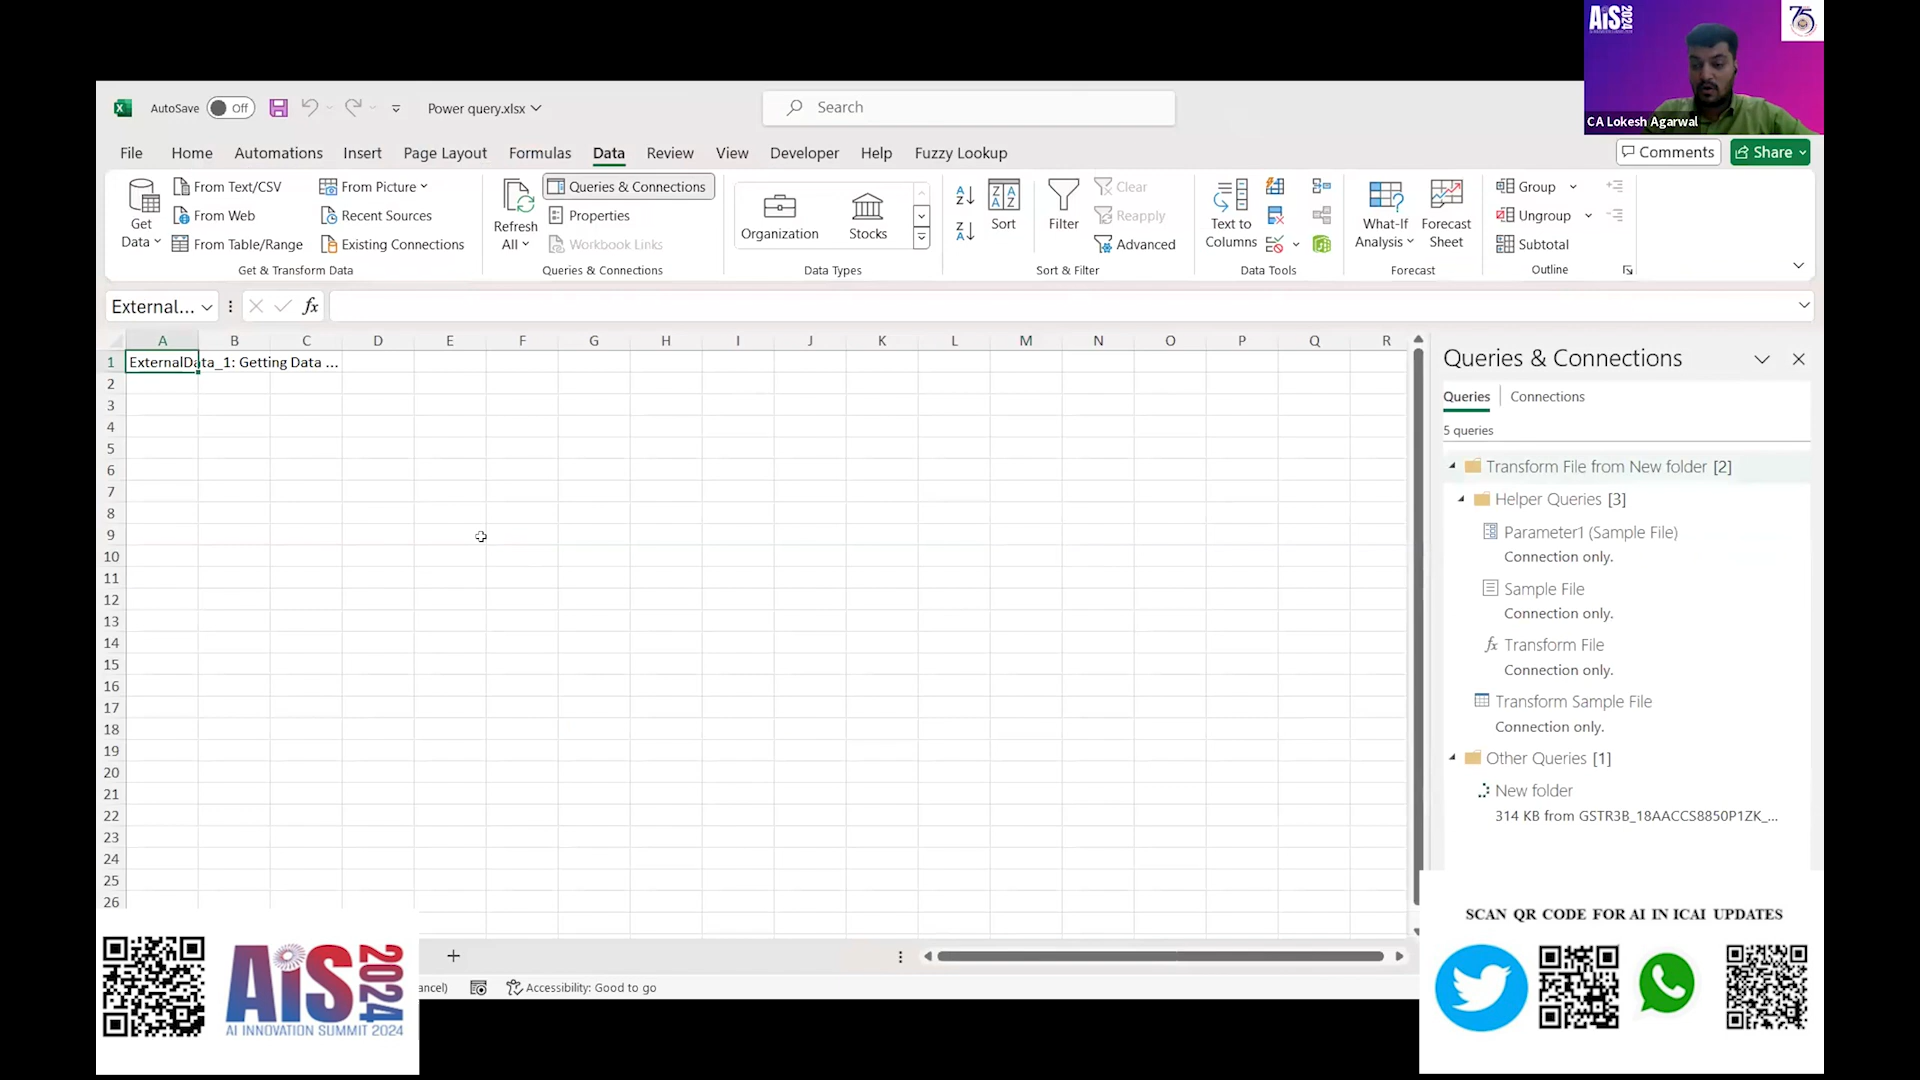 AiS 2024
75
CA Lokesh Agarwal
AutoSave Off Power query.xlsx Search
File Home Automations Insert Page Layout Formulas Data Review View Developer Help Fuzzy Lookup Comments Share
Get Data
From Text/CSV
From Web
From Table/Range
From Picture
Recent Sources
Existing Connections
Get & Transform Data
Refresh All
Queries & Connections
Properties
Workbook Links
Queries & Connections
Organization
Stocks
Data Types
Sort
Filter
Clear
Reapply
Advanced
Sort & Filter
Text to Columns
Data Tools
What-If Analysis
Forecast Sheet
Forecast
Group
Ungroup
Subtotal
Outline
External... fx
A B C D E F G H I J K L M N O P Q R
1 ExternalData_1: Getting Data ...
2
3
4
5
6
7
8
9
10
11
12
13
14
15
16
17
18
19
20
21
22
23
24
25
26
Queries & Connections
Queries Connections
5 queries
Transform File from New folder [2]
Helper Queries [3]
Parameter1 (Sample File)
Connection only.
Sample File
Connection only.
fx Transform File
Connection only.
Transform Sample File
Connection only.
Other Queries [1]
New folder
314 KB from GSTR3B_18AACCS8850P1ZK_...
ancel) Accessibility: Good to go
AiS 2024
AI INNOVATION SUMMIT 2024
SCAN QR CODE FOR AI IN ICAI UPDATES